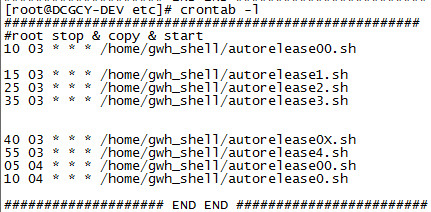 [root@DCGCY-DEV etc]# crontab -l
####################################################
#root stop & copy & start
10 03 * * * /home/gwh_shell/autorelease00.sh
15 03 * * * /home/gwh_shell/autorelease1.sh
25 03 * * * /home/gwh_shell/autorelease2.sh
35 03 * * * /home/gwh_shell/autorelease3.sh
40 03 * * * /home/gwh_shell/autorelease0X.sh
55 03 * * * /home/gwh_shell/autorelease4.sh
05 04 * * * /home/gwh_shell/autorelease00.sh
10 04 * * * /home/gwh_shell/autorelease0.sh
#################### END END ########################